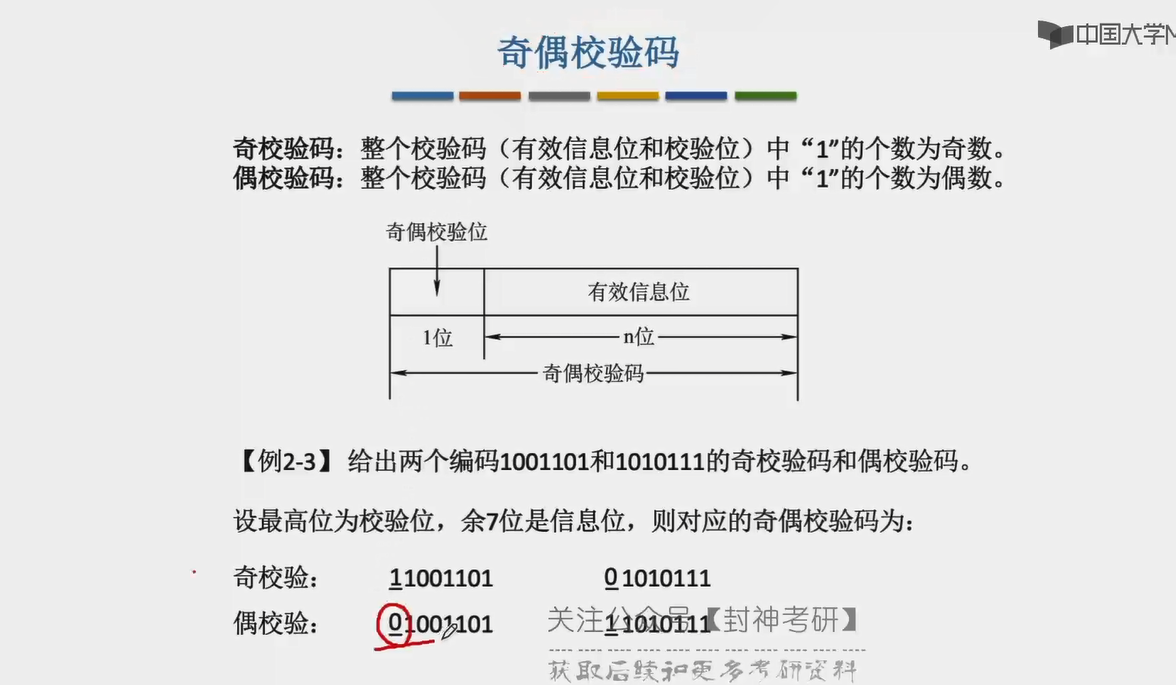 中国大学M
奇偶校验码
奇校验码：整个校验码（有效信息位和校验位）中“1”的个数为奇数。
偶校验码：整个校验码（有效信息位和校验位）中“1”的个数为偶数。
奇偶校验位
有效信息位
1位 n位
奇偶校验码
【例2-3】 给出两个编码1001101和1010111的奇校验码和偶校验码。
设最高位为校验位，余7位是信息位，则对应的奇偶校验码为：
奇校验： 11001101 01010111
偶校验： 01001101 11010111
关注公众号【封神考研】
获取后续和更多考研资料